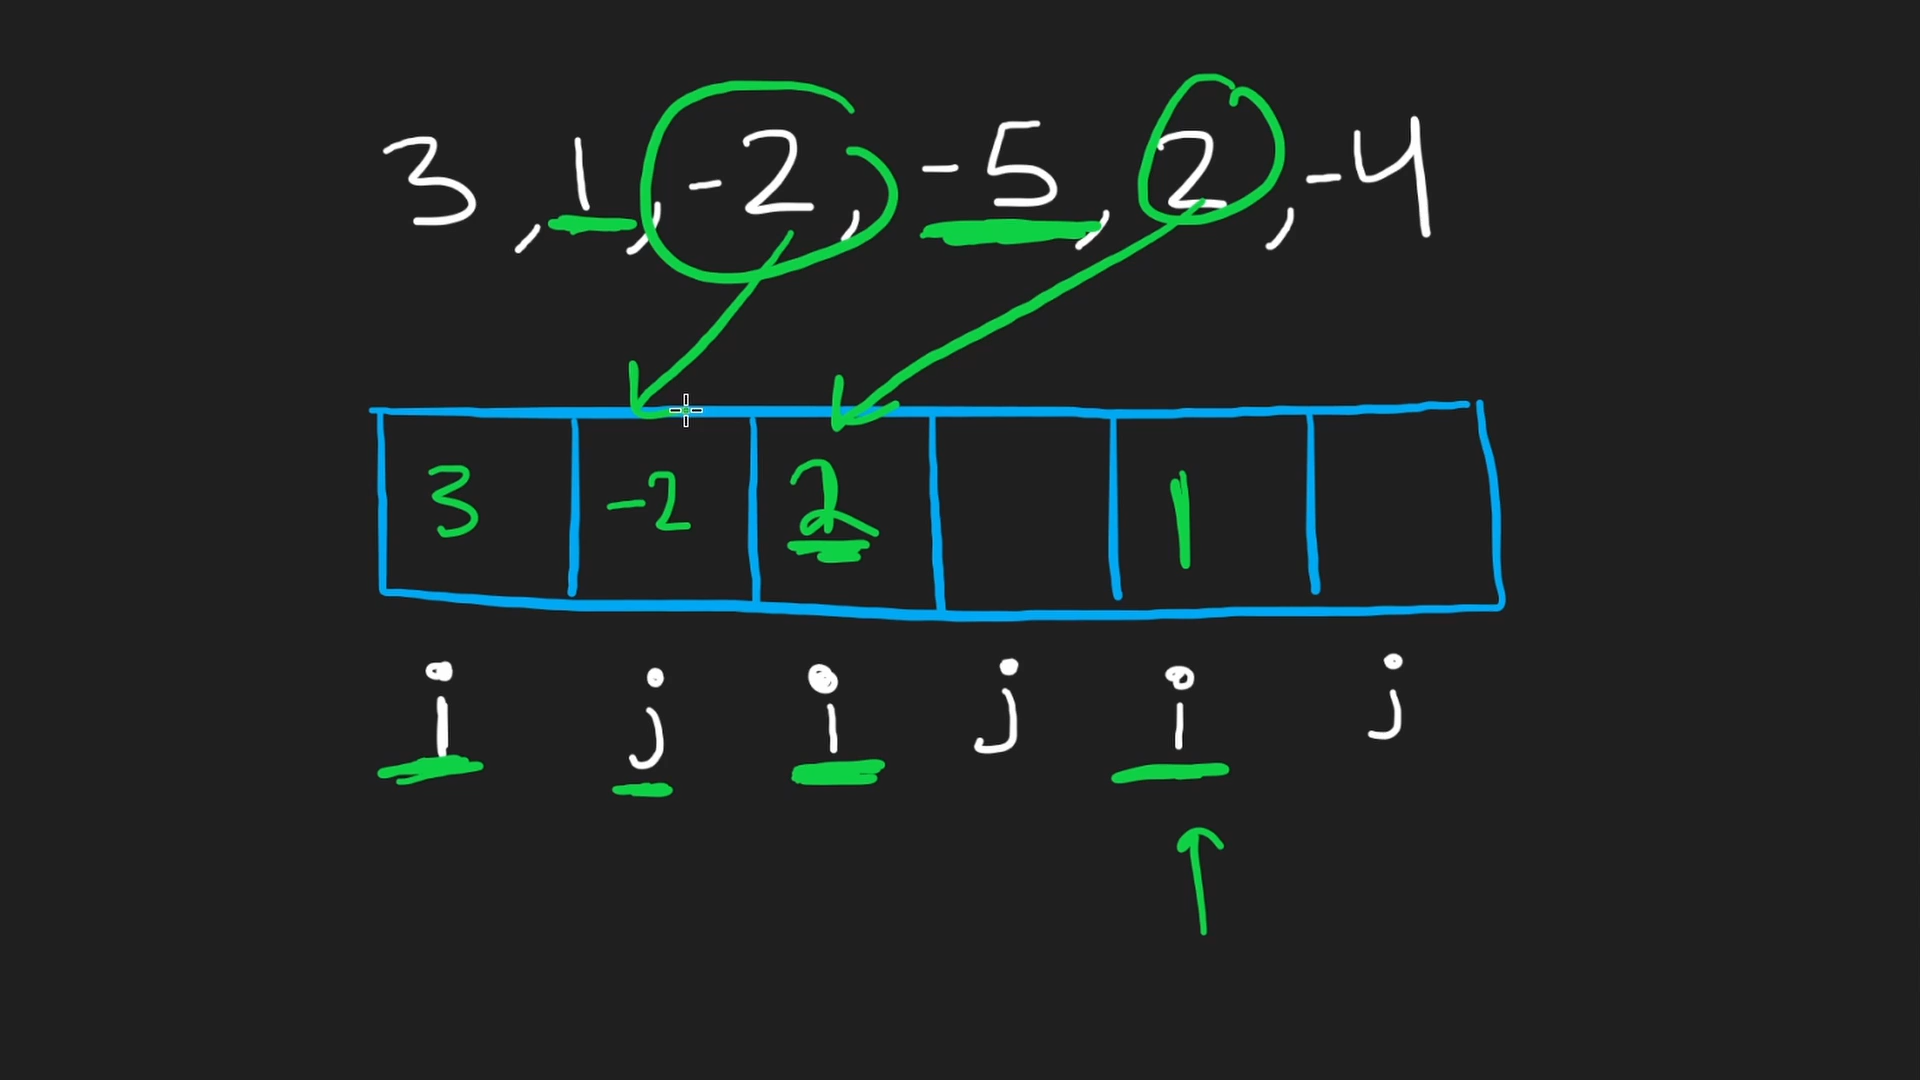 3, 1, -2, -5, 2, -4
3 -2 2 1
i j i j i j